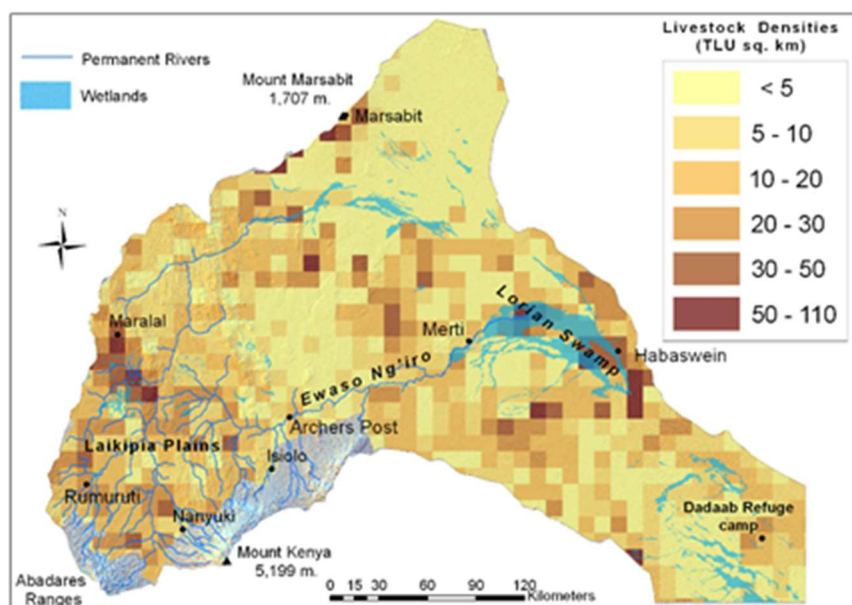 Livestock Densities
(TLU sq. km)
< 5
5 - 10
10 - 20
20 - 30
30 - 50
50 - 110
Permanent Rivers
Wetlands
Mount Marsabit
1,707 m.
Marsabit
N
Maralal
Merti
Lorian Swamp
Habaswein
Ewaso Ng'iro
Archers Post
Laikipia Plains
Isiolo
Rumuruti
Nanyuki
Dadaab Refuge
camp
Mount Kenya
5,199 m.
Abadares
Ranges
0 15 30 60 90 120
Kilometers